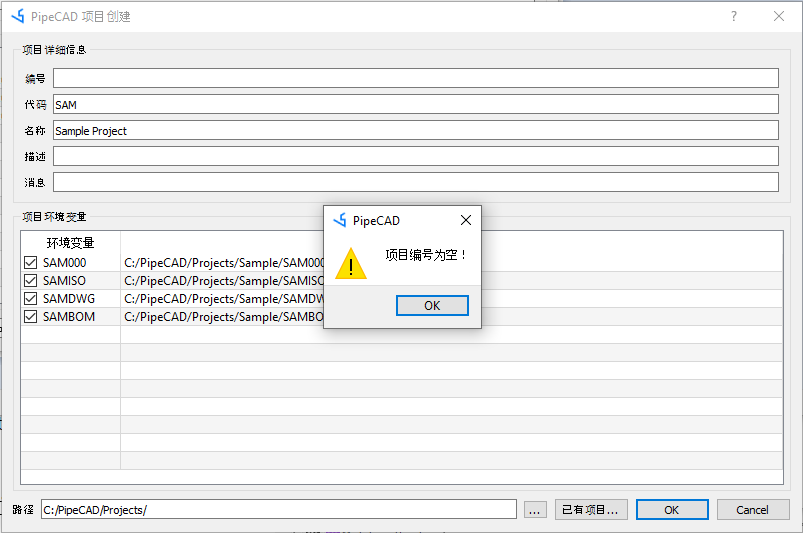 PipeCAD 项目创建
项目详细信息
编号
代码 SAM
名称 Sample Project
描述
消息
项目环境变量
环境变量
SAM000 C:/PipeCAD/Projects/Sample/SAM000
SAMISO C:/PipeCAD/Projects/Sample/SAMISO
SAMDWG C:/PipeCAD/Projects/Sample/SAMDW
SAMBOM C:/PipeCAD/Projects/Sample/SAMBO
PipeCAD
项目编号为空！
OK
路径 C:/PipeCAD/Projects/ ... 已有项目... OK Cancel